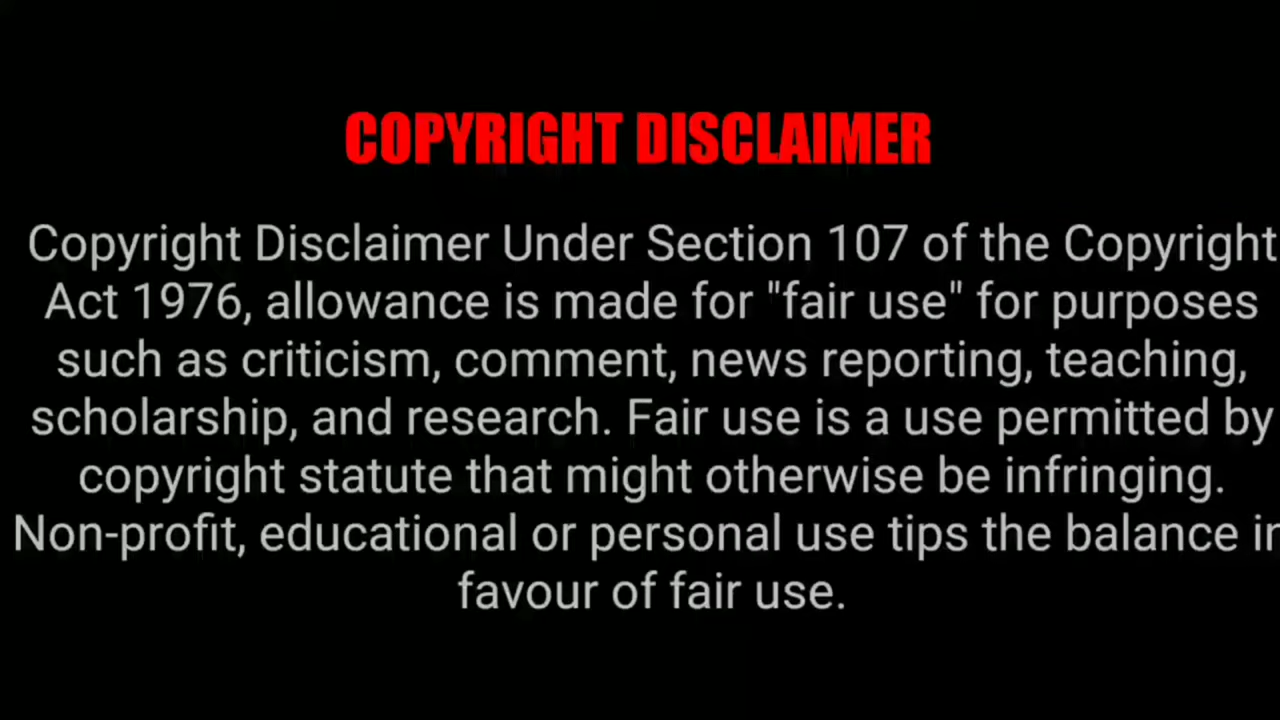 COPYRIGHT DISCLAIMER
Copyright Disclaimer Under Section 107 of the Copyright
Act 1976, allowance is made for "fair use" for purposes
such as criticism, comment, news reporting, teaching,
scholarship, and research. Fair use is a use permitted by
copyright statute that might otherwise be infringing.
Non-profit, educational or personal use tips the balance in
favour of fair use.